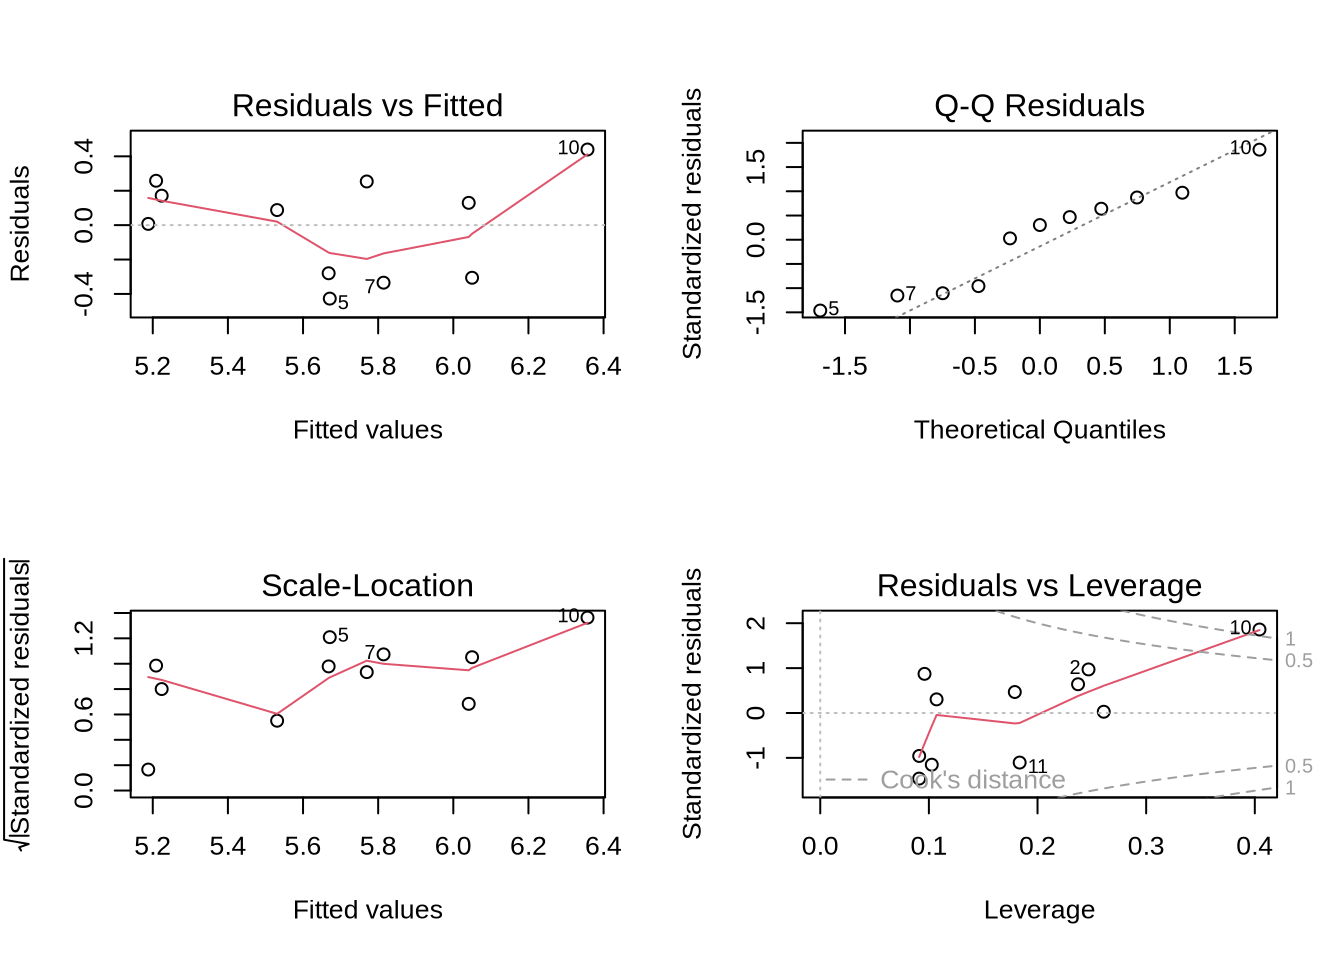 Residuals vs Fitted
Residuals
0.4
0.0
-0.4
10
7
5
5.2 5.4 5.6 5.8 6.0 6.2 6.4
Fitted values
Q-Q Residuals
Standardized residuals
1.5
0.0
-1.5
10
7
5
-1.5 -0.5 0.0 0.5 1.0 1.5
Theoretical Quantiles
Scale-Location
√|Standardized residuals|
1.2
0.6
0.0
10
5
7
5.2 5.4 5.6 5.8 6.0 6.2 6.4
Fitted values
Residuals vs Leverage
Standardized residuals
2
1
0
-1
10
2
11
Cook's distance
1
0.5
0.5
1
0.0 0.1 0.2 0.3 0.4
Leverage